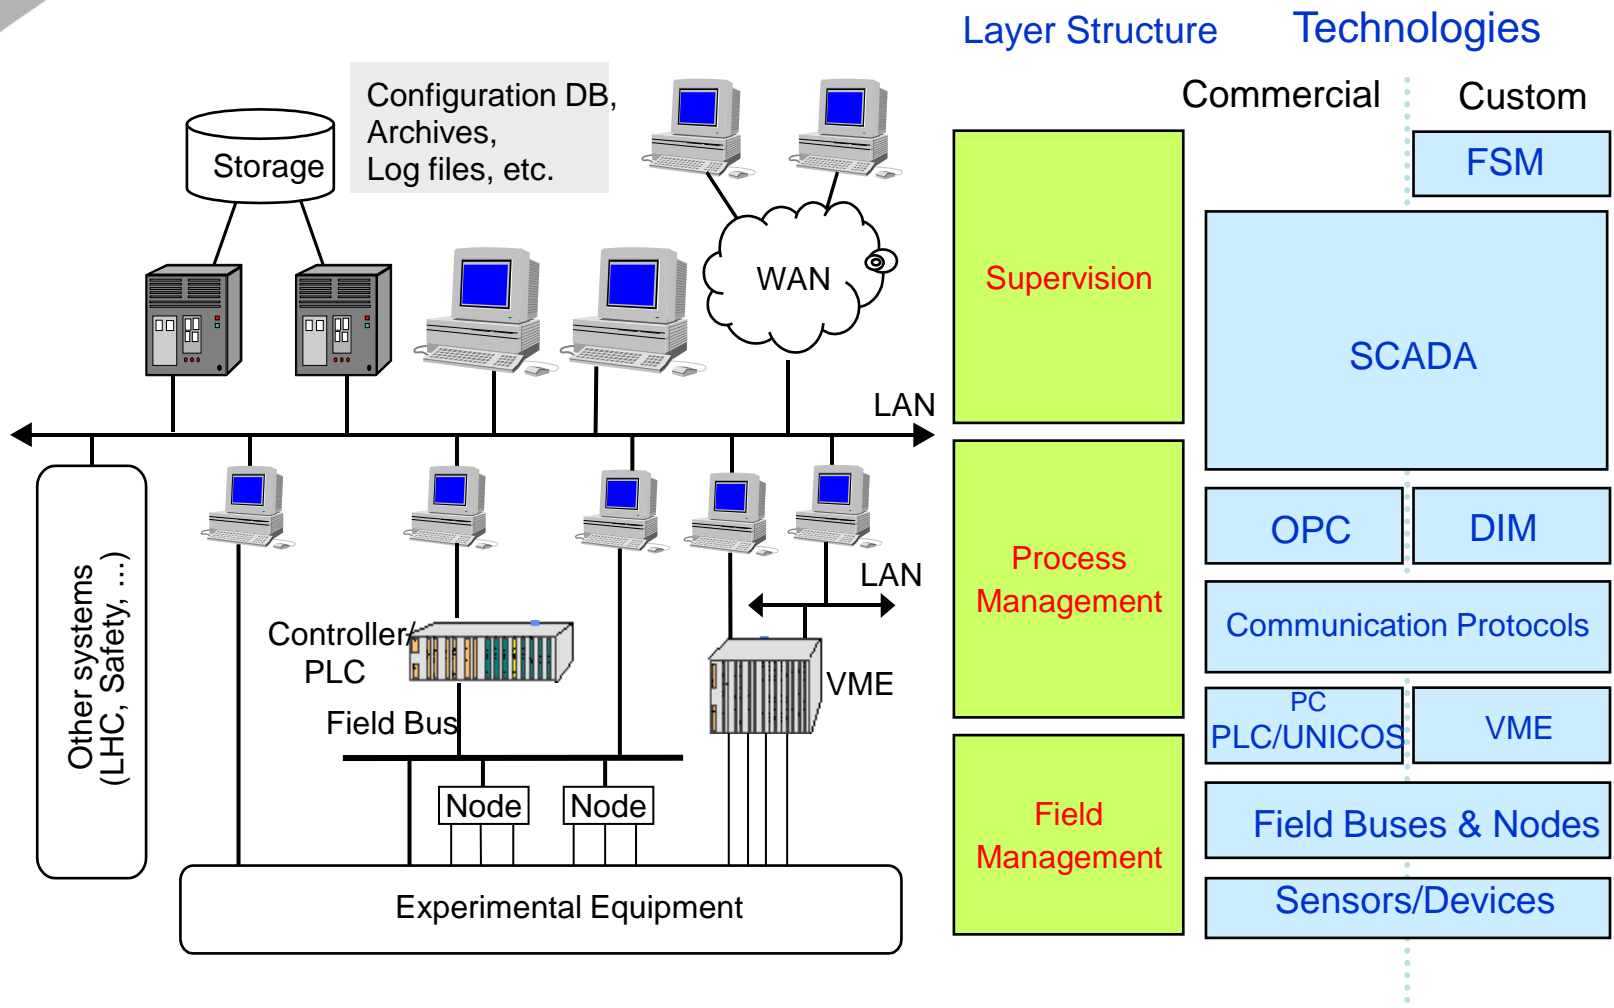 Layer Structure
Technologies
Commercial
Custom
Configuration DB,
Archives,
Log files, etc.
Storage
WAN
LAN
Other systems
(LHC, Safety, ...)
LAN
Controller/
PLC
VME
Field Bus
Node
Node
Experimental Equipment
Supervision
Process
Management
Field
Management
FSM
SCADA
OPC
DIM
Communication Protocols
PC
PLC/UNICOS
VME
Field Buses & Nodes
Sensors/Devices